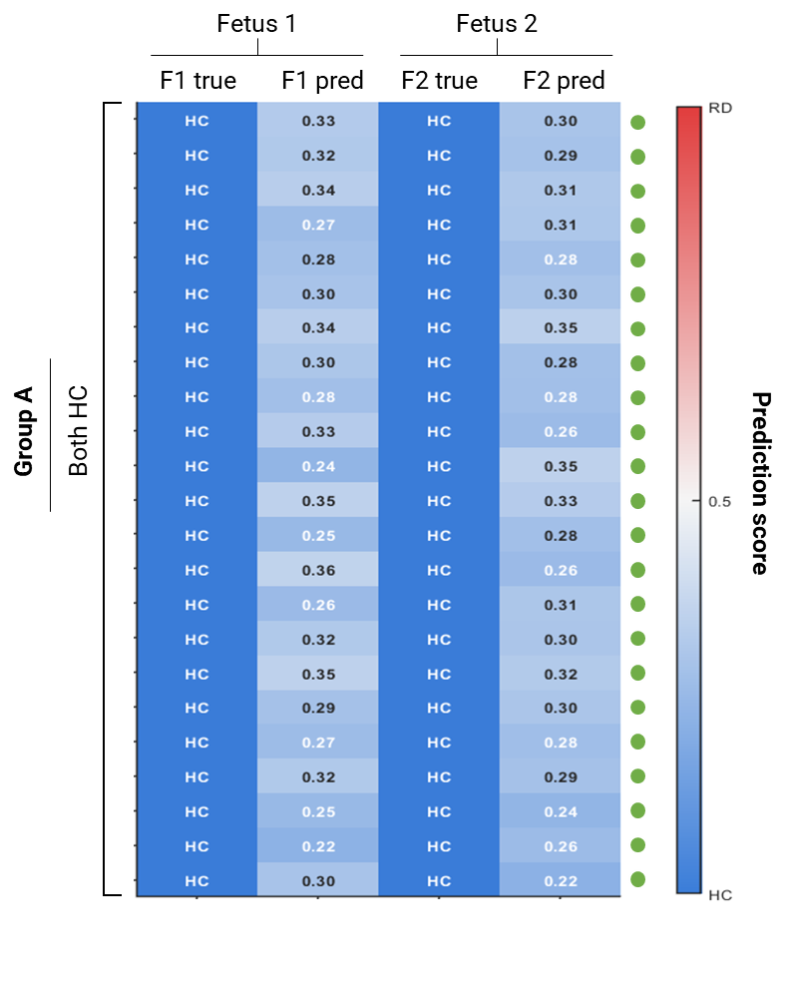 Fetus 1 Fetus 2
F1 true F1 pred F2 true F2 pred
HC 0.33 HC 0.30
HC 0.32 HC 0.29
HC 0.34 HC 0.31
HC 0.27 HC 0.31
HC 0.28 HC 0.28
HC 0.30 HC 0.30
HC 0.34 HC 0.35
HC 0.30 HC 0.28
HC 0.28 HC 0.28
HC 0.33 HC 0.26
HC 0.24 HC 0.35
HC 0.35 HC 0.33
HC 0.25 HC 0.28
HC 0.36 HC 0.26
HC 0.26 HC 0.31
HC 0.32 HC 0.30
HC 0.35 HC 0.32
HC 0.29 HC 0.30
HC 0.27 HC 0.28
HC 0.32 HC 0.29
HC 0.25 HC 0.24
HC 0.22 HC 0.26
HC 0.30 HC 0.22
Group A
Both HC
RD
0.5
HC
Prediction score